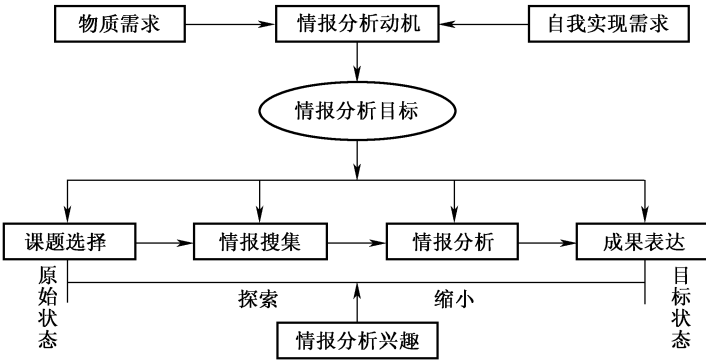 物质需求
情报分析动机
自我实现需求
情报分析目标
课题选择
情报搜集
情报分析
成果表达
原始状态
探索
缩小
目标状态
情报分析兴趣